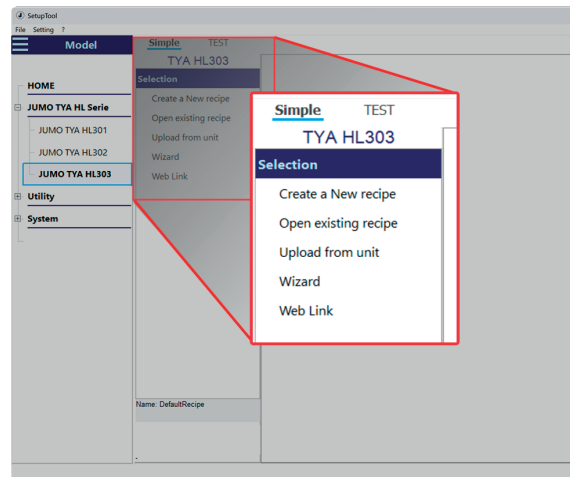 SetupTool
File Setting ?
Model
HOME
JUMO TYA HL Serie
JUMO TYA HL301
JUMO TYA HL302
JUMO TYA HL303
Utility
System
Simple TEST
TYA HL303
Selection
Create a New recipe
Open existing recipe
Upload from unit
Wizard
Web Link
Name: DefaultRecipe
-
Simple TEST
TYA HL303
Selection
Create a New recipe
Open existing recipe
Upload from unit
Wizard
Web Link